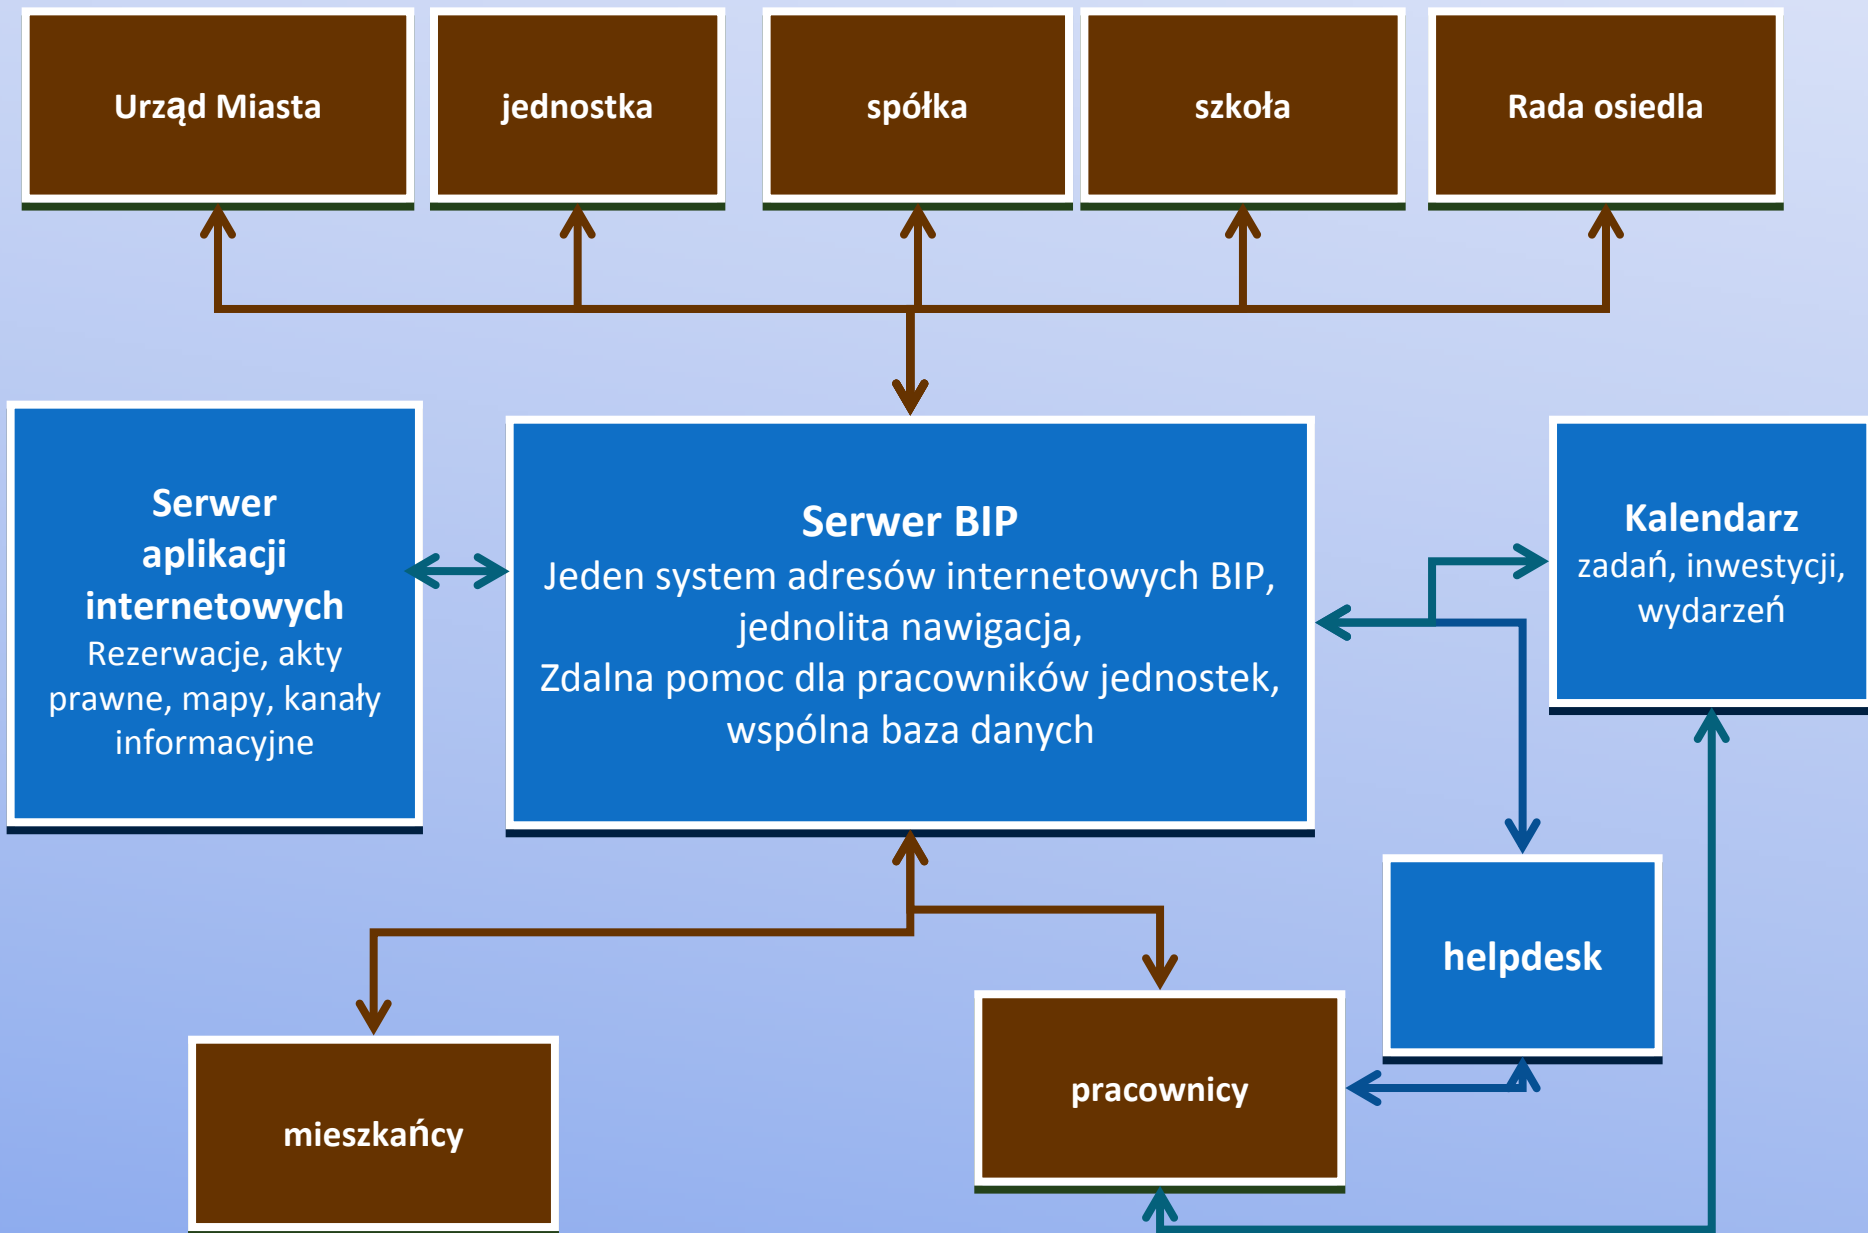 Urząd Miasta
jednostka
spółka
szkoła
Rada osiedla
Serwer
aplikacji
internetowych
Rezerwacje, akty
prawne, mapy, kanały
informacyjne
Serwer BIP
Jeden system adresów internetowych BIP,
jednolita nawigacja,
Zdalna pomoc dla pracowników jednostek,
wspólna baza danych
Kalendarz
zadań, inwestycji,
wydarzeń
helpdesk
pracownicy
mieszkańcy